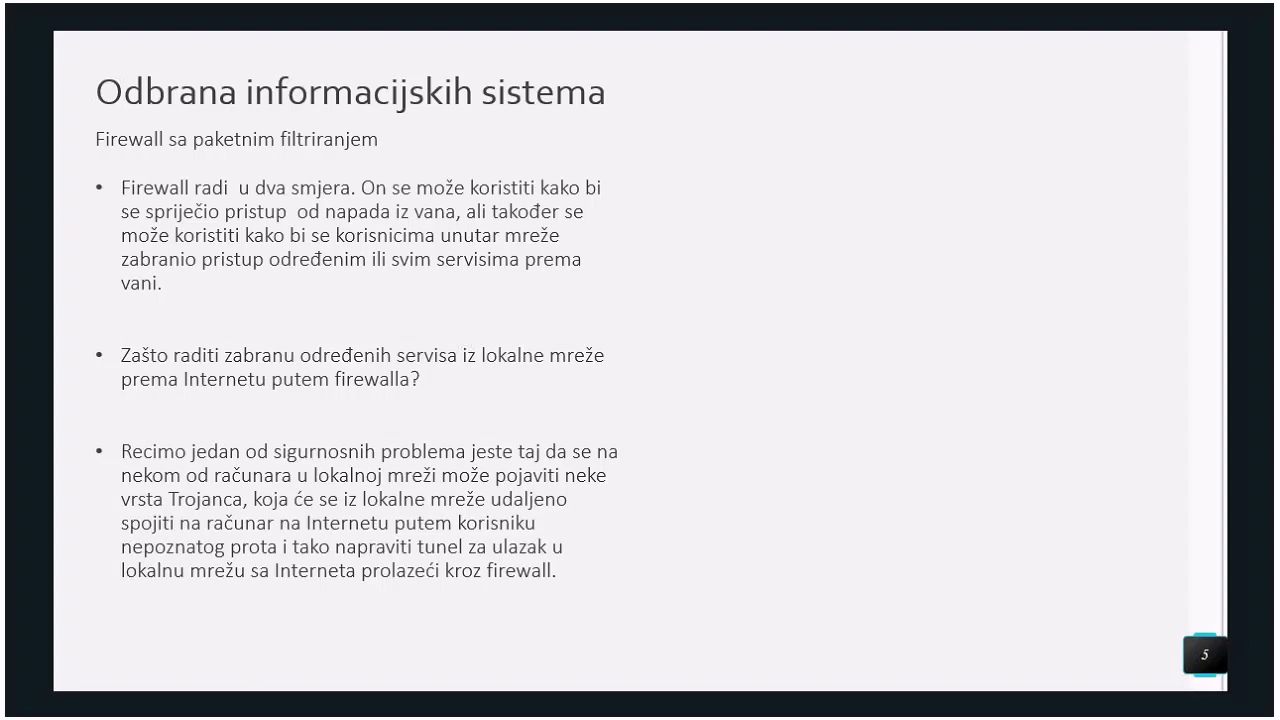 Odbrana informacijskih sistema
Firewall sa paketnim filtriranjem
• Firewall radi u dva smjera. On se može koristiti kako bi
se spriječio pristup od napada iz vana, ali također se
može koristiti kako bi se korisnicima unutar mreže
zabranio pristup određenim ili svim servisima prema
vani.
• Zašto raditi zabranu određenih servisa iz lokalne mreže
prema Internetu putem firewalla?
• Recimo jedan od sigurnosnih problema jeste taj da se na
nekom od računara u lokalnoj mreži može pojaviti neke
vrsta Trojanca, koja će se iz lokalne mreže udaljeno
spojiti na računar na Internetu putem korisniku
nepoznatog prota i tako napraviti tunel za ulazak u
lokalnu mrežu sa Interneta prolazeći kroz firewall.
5